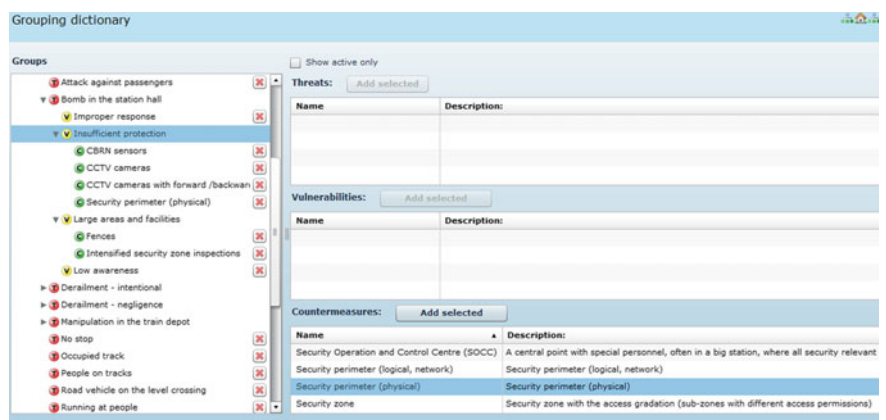 Grouping dictionary
Groups
Show active only
T Attack against passengers
Threats: Add selected
T Bomb in the station hall
Name Description:
V Improper response
V Insufficient protection
C CBRN sensors
C CCTV cameras
C CCTV cameras with forward /backwar
C Security perimeter (physical)
Vulnerabilities: Add selected
V Large areas and facilities
Name Description:
C Fences
C Intensified security zone inspections
V Low awareness
T Derailment - intentional
T Derailment - negligence
Countermeasures: Add selected
T Manipulation in the train depot
Name Description:
T No stop
Security Operation and Control Centre (SOCC) A central point with special personnel, often in a big station, where all security relevant
T Occupied track
Security perimeter (logical, network) Security perimeter (logical, network)
T People on tracks
Security perimeter (physical) Security perimeter (physical)
T Road vehicle on the level crossing
Security zone Security zone with the access gradation (sub-zones with different access permissions)
T Running at people